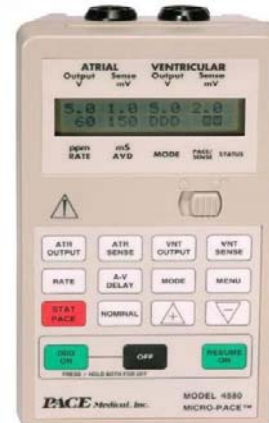 ATRIAL VENTRICULAR
Output Sense Output Sense
V mV V mV
5.0 1.0 5.0 2.0
60 150 DDD
ppm mS PACE/
RATE AVD MODE SENSE STATUS
ATR OUTPUT ATR SENSE VNT OUTPUT VNT SENSE
RATE A-V DELAY MODE MENU
STAT PACE NOMINAL + −
ON OFF RESUME ON
PRESS / HOLD BOTH FOR OFF
MODEL 4580
PACE Medical, Inc. MICRO-PACE™